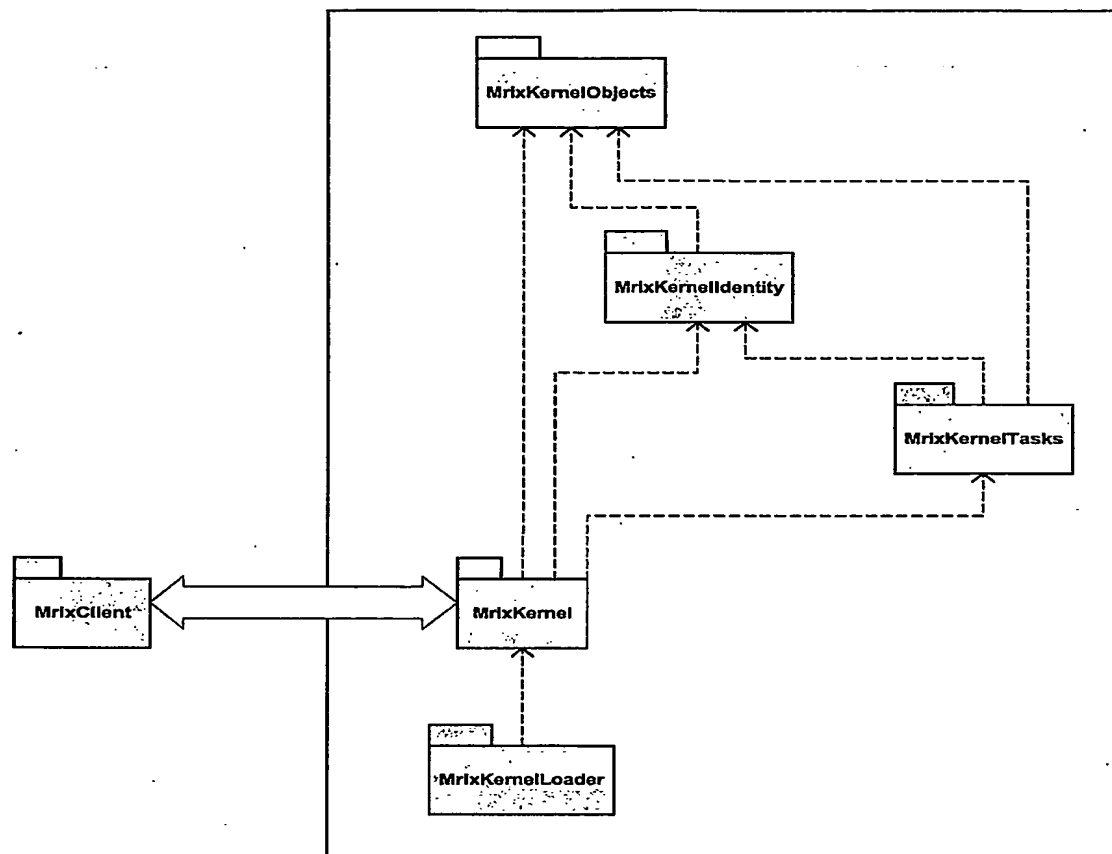 MrixKernelObjects
MrixKernelIdentity
MrixKernelTasks
MrixClient
MrixKernel
MrixKernelLoader